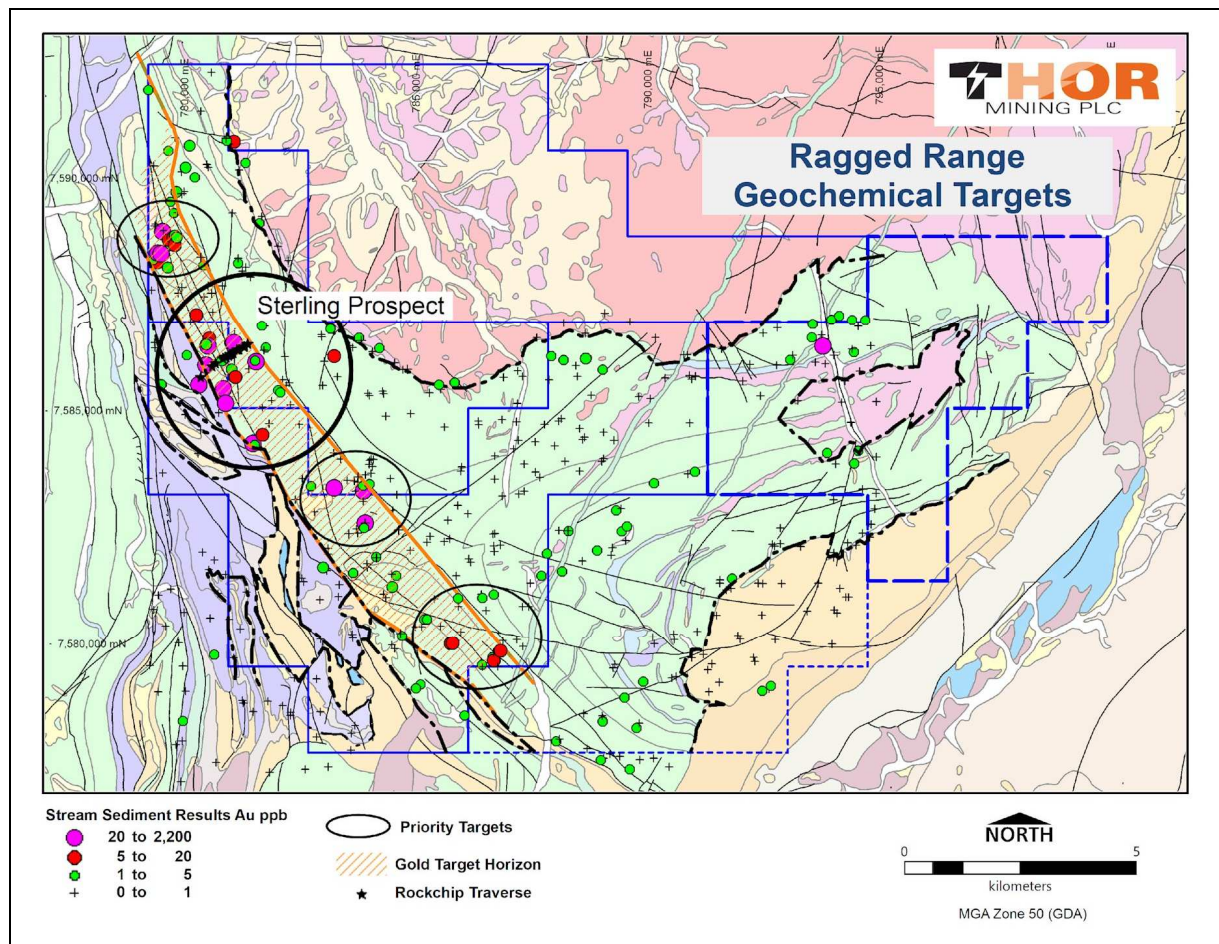 780,000 mE
785,000 mE
790,000 mE
795,000 mE
THOR
MINING PLC
Ragged Range
Geochemical Targets
7,590,000 mN
Sterling Prospect
7,585,000 mN
7,580,000 mN
Stream Sediment Results Au ppb
20 to 2,200
5 to 20
1 to 5
0 to 1
Priority Targets
Gold Target Horizon
Rockchip Traverse
NORTH
0 5
kilometers
MGA Zone 50 (GDA)